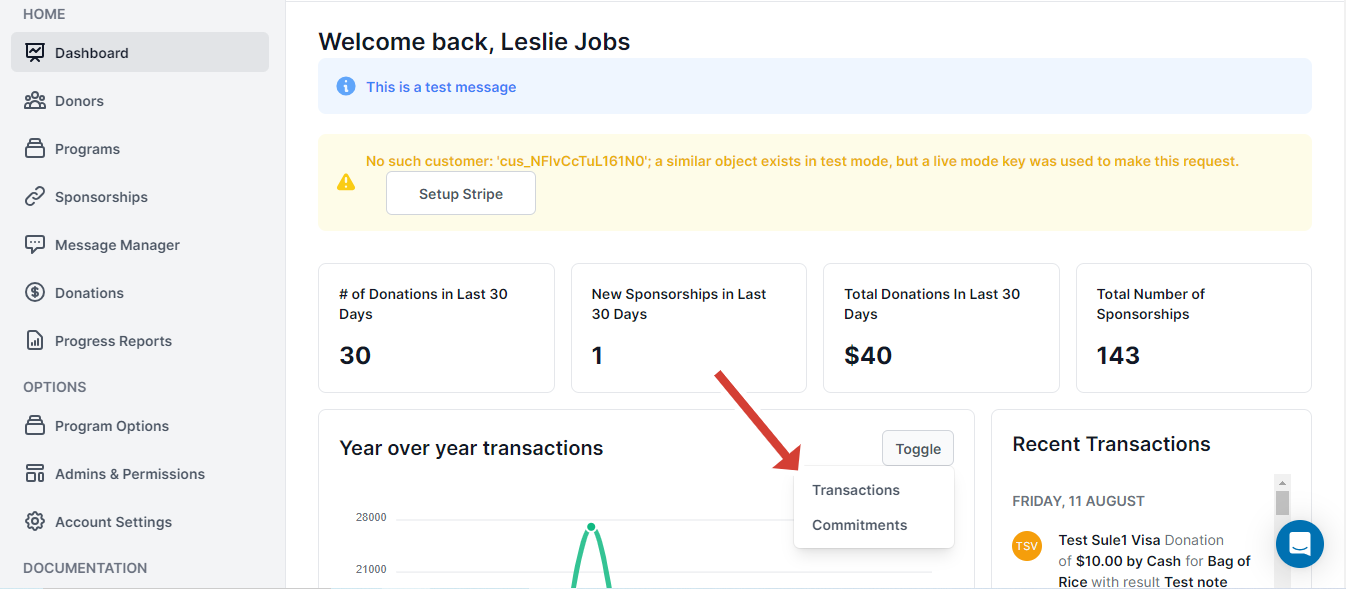 HOME
Dashboard
Donors
Programs
Sponsorships
Message Manager
Donations
Progress Reports
OPTIONS
Program Options
Admins & Permissions
Account Settings
DOCUMENTATION
Welcome back, Leslie Jobs
This is a test message
No such customer: 'cus_NFlvCcTuL161N0'; a similar object exists in test mode, but a live mode key was used to make this request.
Setup Stripe
# of Donations in Last 30
Days
30
New Sponsorships in Last
30 Days
1
Total Donations In Last 30
Days
$40
Total Number of
Sponsorships
143
Year over year transactions
Toggle
Transactions
Commitments
28000
21000
Recent Transactions
FRIDAY, 11 AUGUST
TSV
Test Sule1 Visa Donation
of $10.00 by Cash for Bag of
Rice with result Test note